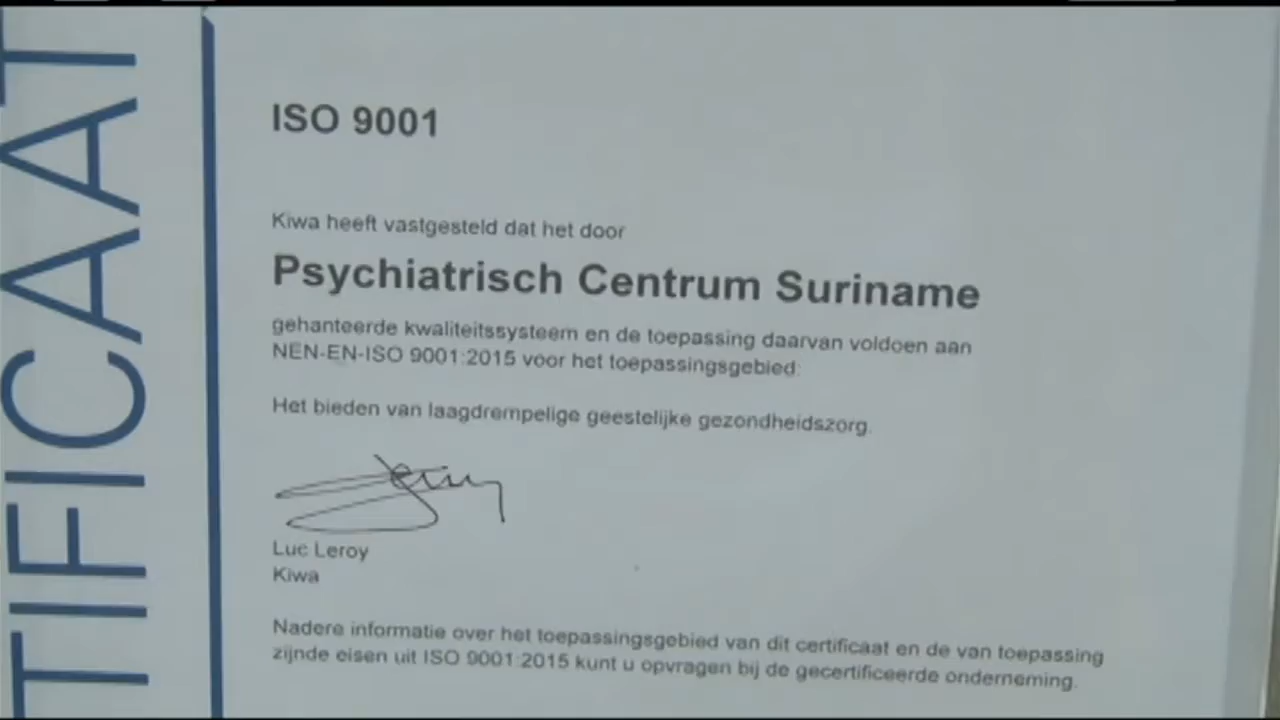 TIFICAAT
ISO 9001
Kiwa heeft vastgesteld dat het door
Psychiatrisch Centrum Suriname
gehanteerde kwaliteitssysteem en de toepassing daarvan voldoen aan
NEN-EN-ISO 9001:2015 voor het toepassingsgebied:
Het bieden van laagdrempelige geestelijke gezondheidszorg.
Luc Leroy
Kiwa
Nadere informatie over het toepassingsgebied van dit certificaat en de van toepassing
zijnde eisen uit ISO 9001:2015 kunt u opvragen bij de gecertificeerde onderneming.